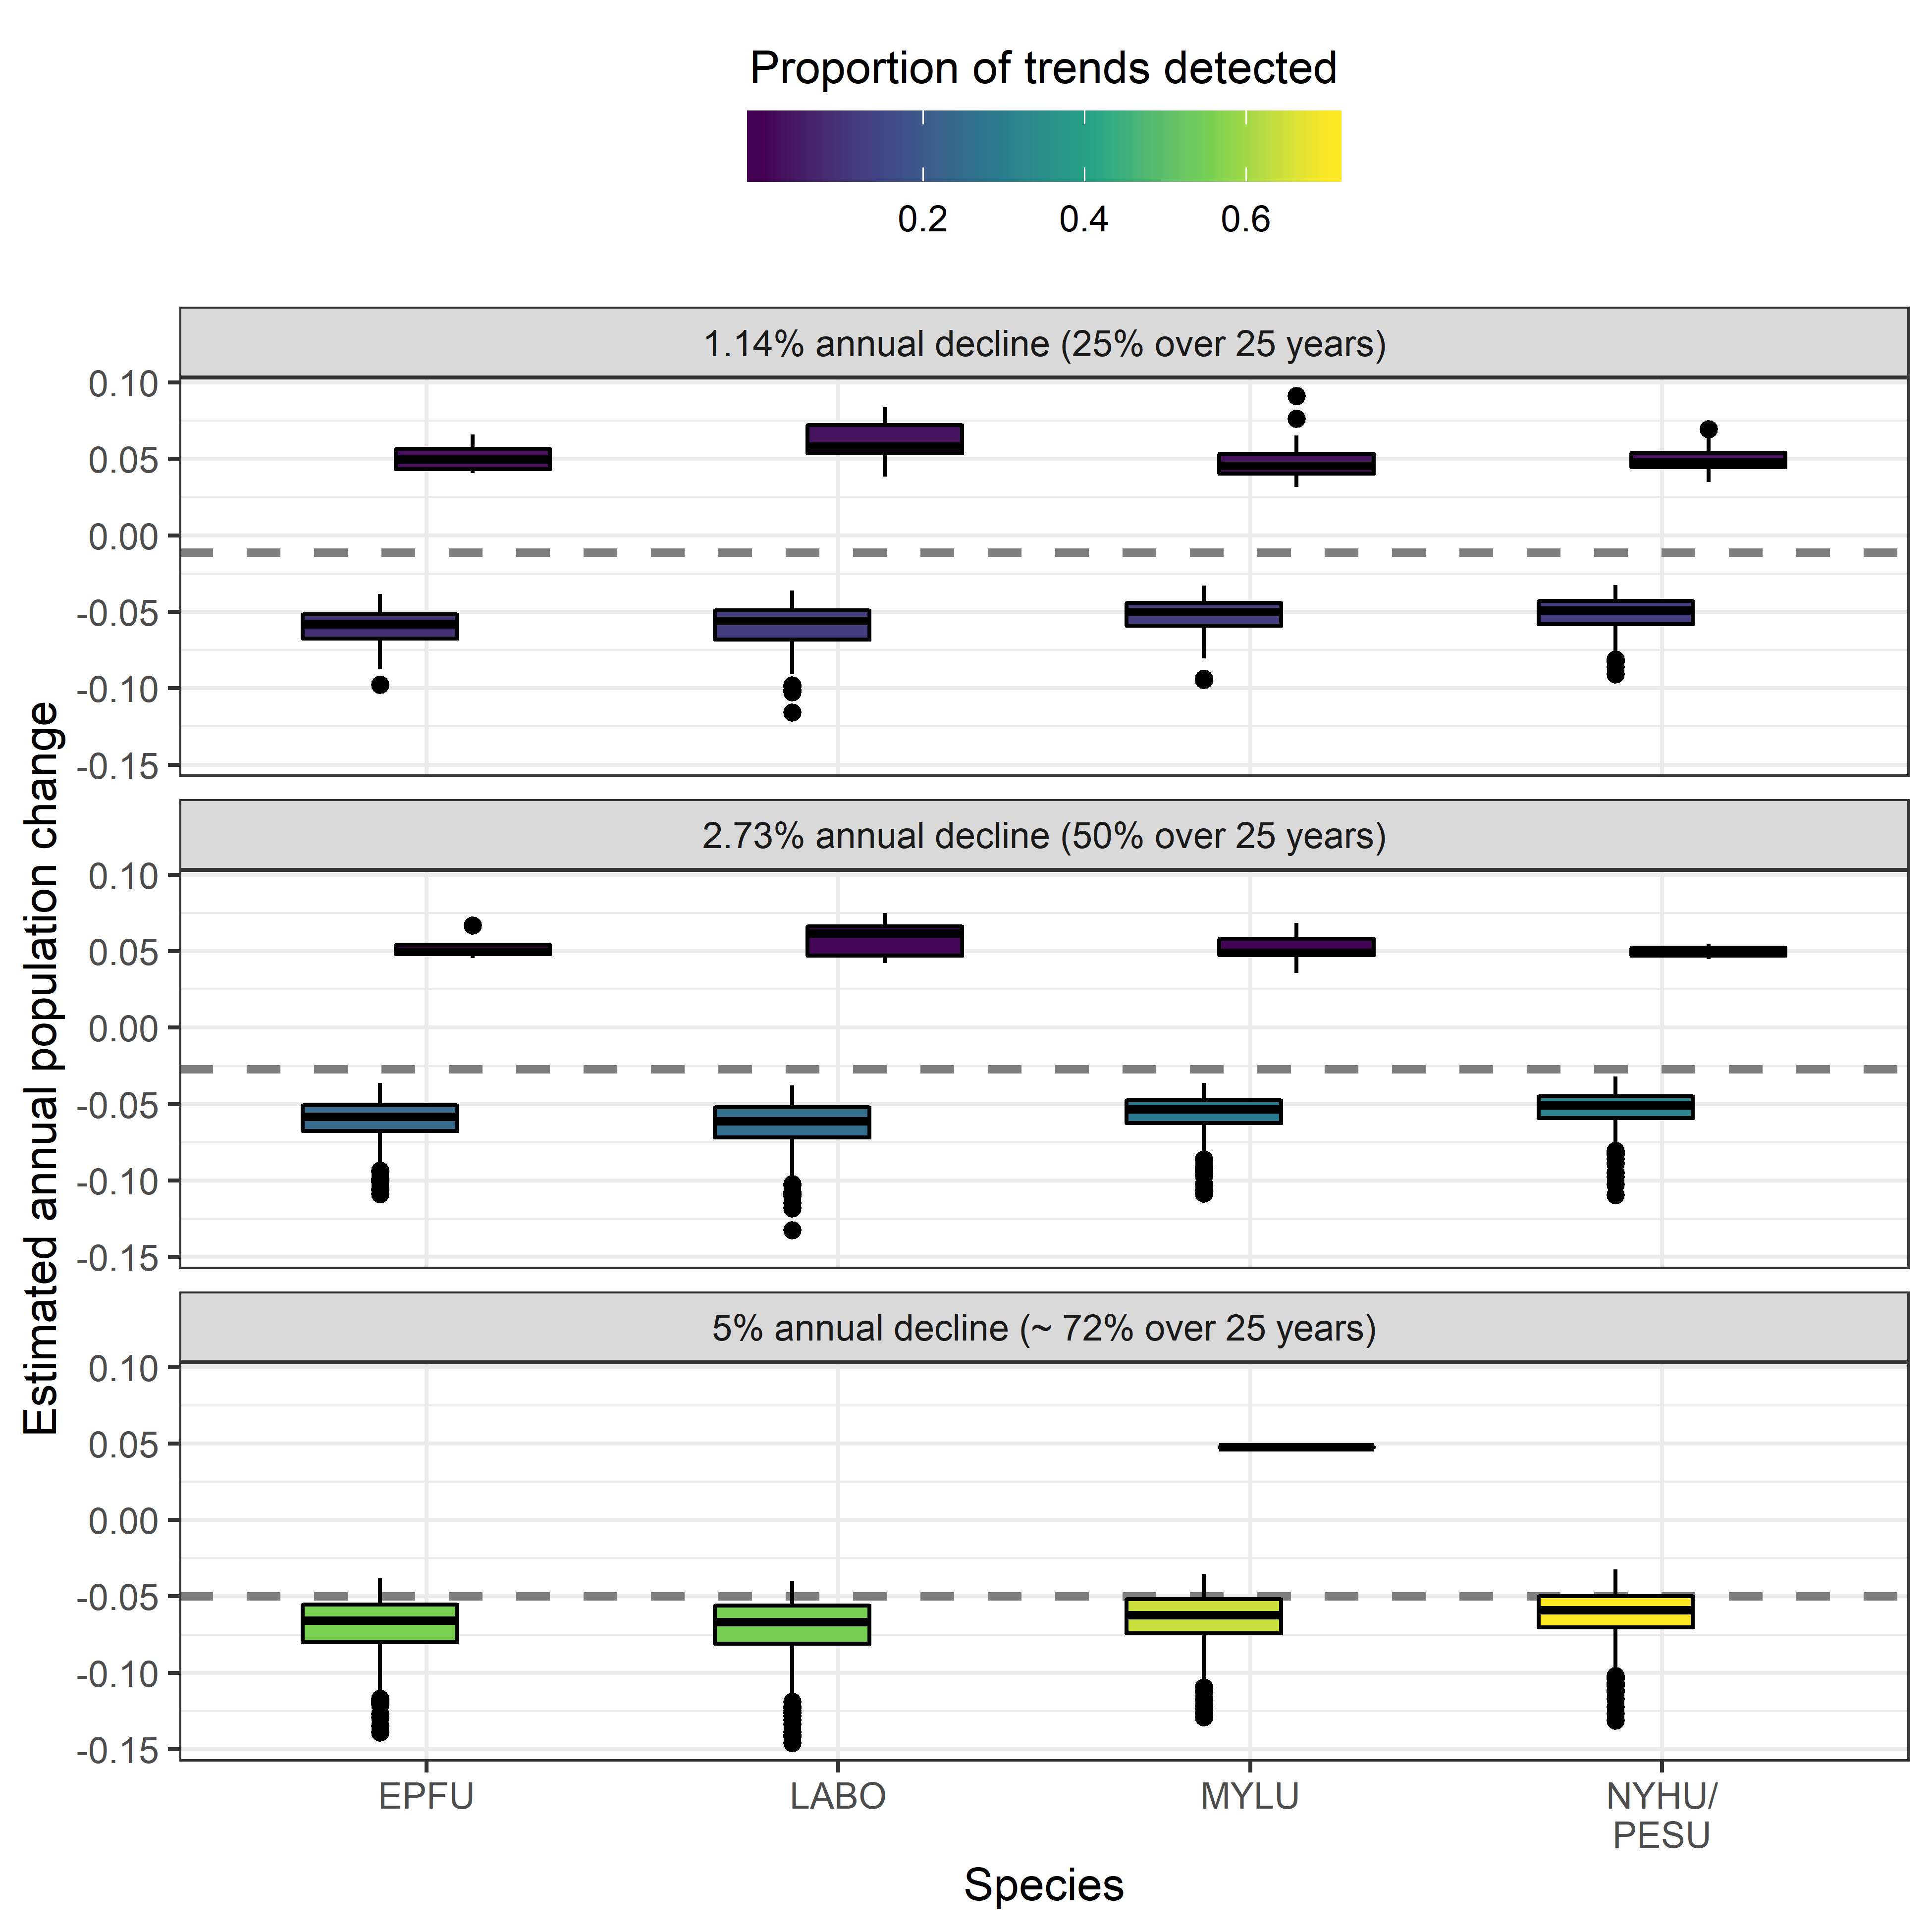 Proportion of trends detected
0.2 0.4 0.6
1.14% annual decline (25% over 25 years)
0.10
0.05
0.00
-0.05
-0.10
-0.15
2.73% annual decline (50% over 25 years)
0.10
0.05
0.00
-0.05
-0.10
-0.15
5% annual decline (~ 72% over 25 years)
0.10
0.05
0.00
-0.05
-0.10
-0.15
Estimated annual population change
EPFU LABO MYLU NYHU/
PESU
Species